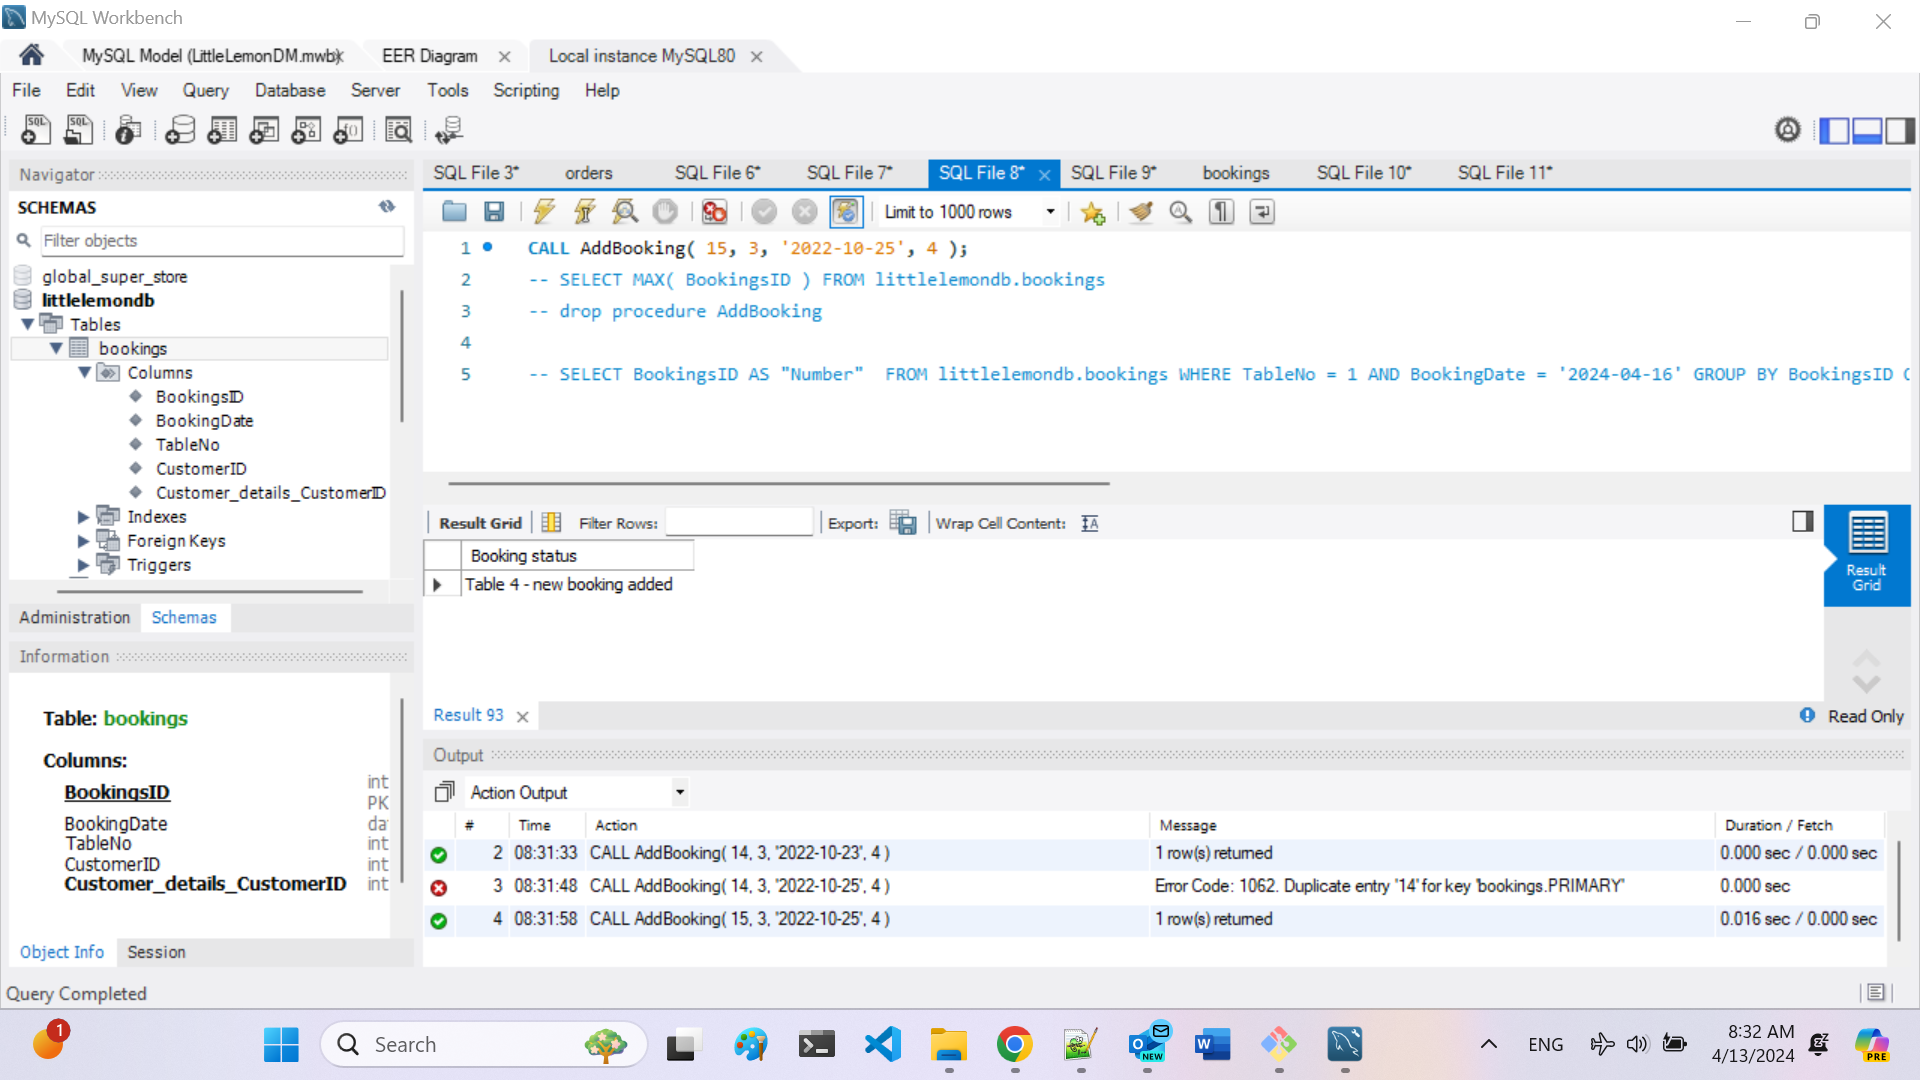 MySQL Workbench
MySQL Model (LittleLemonDM.mwb)
EER Diagram
Local instance MySQL80
File Edit View Query Database Server Tools Scripting Help
Navigator
SQL File 3* orders SQL File 6* SQL File 7* SQL File 8* SQL File 9* bookings SQL File 10* SQL File 11*
SCHEMAS
Filter objects
global_super_store
littlelemondb
Tables
bookings
Columns
BookingsID
BookingDate
TableNo
CustomerID
Customer_details_CustomerID
Indexes
Foreign Keys
Triggers
Administration Schemas
Information
Table: bookings
Columns:
BookingsID int PK
BookingDate da
TableNo int
CustomerID int
Customer_details_CustomerID int
Object Info Session
Query Completed
Limit to 1000 rows
1 CALL AddBooking( 15, 3, '2022-10-25', 4 );
2 -- SELECT MAX( BookingsID ) FROM littlelemondb.bookings
3 -- drop procedure AddBooking
4
5 -- SELECT BookingsID AS "Number" FROM littlelemondb.bookings WHERE TableNo = 1 AND BookingDate = '2024-04-16' GROUP BY BookingsID
Result Grid Filter Rows: Export: Wrap Cell Content:
Booking status
Table 4 - new booking added
Result Grid
Result 93
Read Only
Output
Action Output
# Time Action Message Duration / Fetch
2 08:31:33 CALL AddBooking( 14, 3, '2022-10-23', 4 ) 1 row(s) returned 0.000 sec / 0.000 sec
3 08:31:48 CALL AddBooking( 14, 3, '2022-10-25', 4 ) Error Code: 1062. Duplicate entry '14' for key 'bookings.PRIMARY' 0.000 sec
4 08:31:58 CALL AddBooking( 15, 3, '2022-10-25', 4 ) 1 row(s) returned 0.016 sec / 0.000 sec
1
Search
NEW
ENG
8:32 AM
4/13/2024
PRE